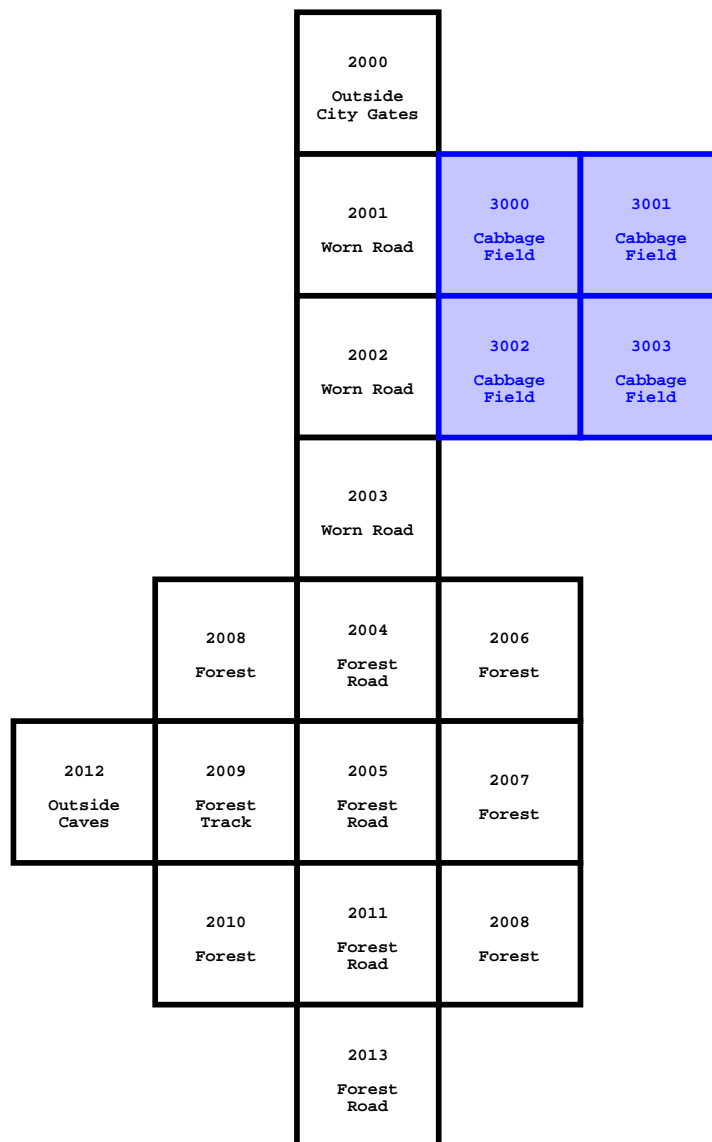 2000
Outside
City Gates
2001
Worn Road
3000
Cabbage
Field
3001
Cabbage
Field
2002
Worn Road
3002
Cabbage
Field
3003
Cabbage
Field
2003
Worn Road
2008
Forest
2004
Forest
Road
2006
Forest
2012
Outside
Caves
2009
Forest
Track
2005
Forest
Road
2007
Forest
2010
Forest
2011
Forest
Road
2008
Forest
2013
Forest
Road